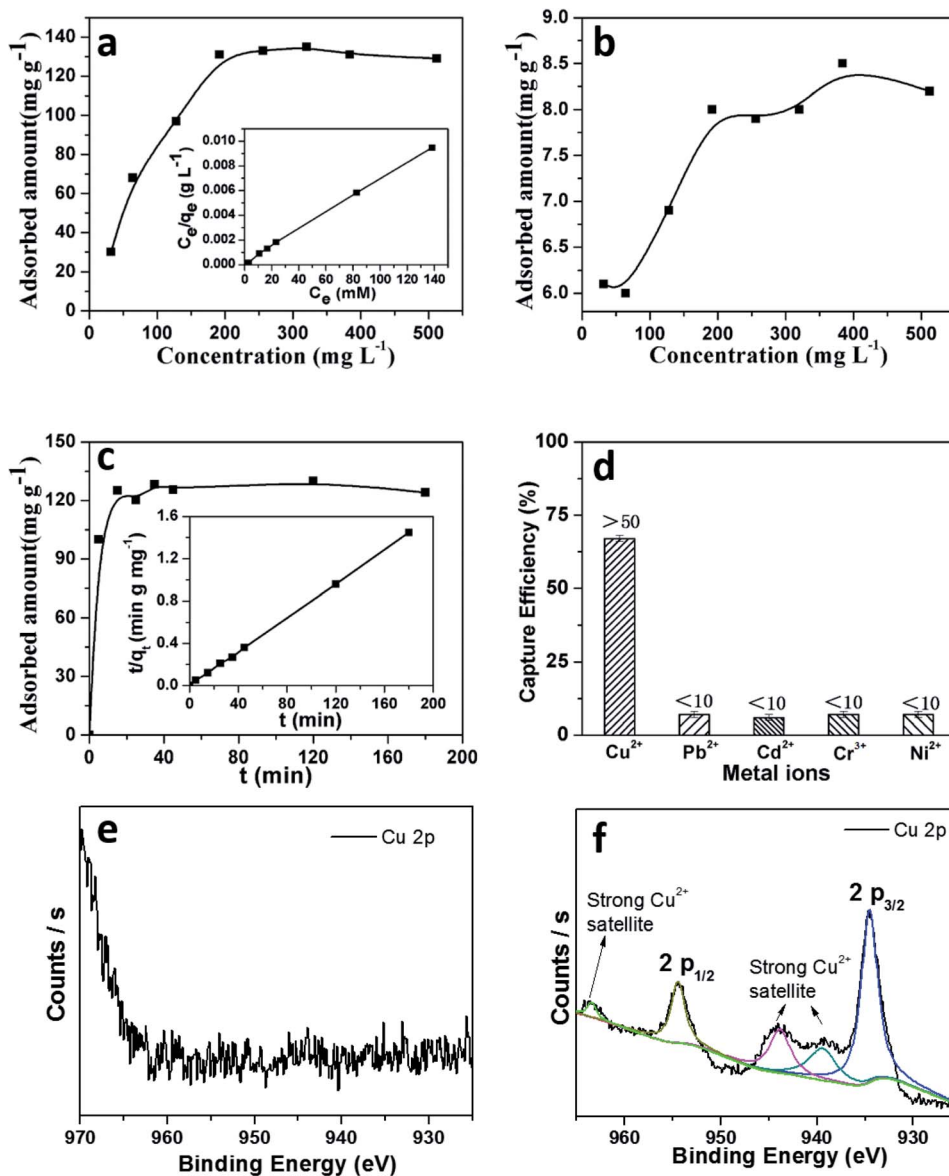 a
Adsorbed amount(mg g⁻¹)
140
130
120
110
100
90
80
70
60
50
40
30
20
10
0
0 100 200 300 400 500
Concentration (mg L⁻¹)
Cₑ/qₑ (g L⁻¹)
0.010
0.008
0.006
0.004
0.002
0.000
0 20 40 60 80 100 120 140
Cₑ (mM)
b
Adsorbed amount(mg g⁻¹)
9.0
8.5
8.0
7.5
7.0
6.5
6.0
0 100 200 300 400 500
Concentration (mg L⁻¹)
c
Adsorbed amount(mg g⁻¹)
150
120
90
60
30
0
0 40 80 120 160 200
t (min)
t/qₜ (min g mg⁻¹)
1.6
1.2
0.8
0.4
0.0
0 40 80 120 160 200
t (min)
d
Capture Efficiency (%)
100
75
50
25
0
>50
<10
<10
<10
<10
Cu²⁺ Pb²⁺ Cd²⁺ Cr³⁺ Ni²⁺
Metal ions
e
Cu 2p
Counts / s
970 960 950 940 930
Binding Energy (eV)
f
Cu 2p
Counts / s
Strong Cu²⁺
satellite
2 p₁/₂
Strong Cu²⁺
satellite
2 p₃/₂
960 950 940 930
Binding Energy (eV)